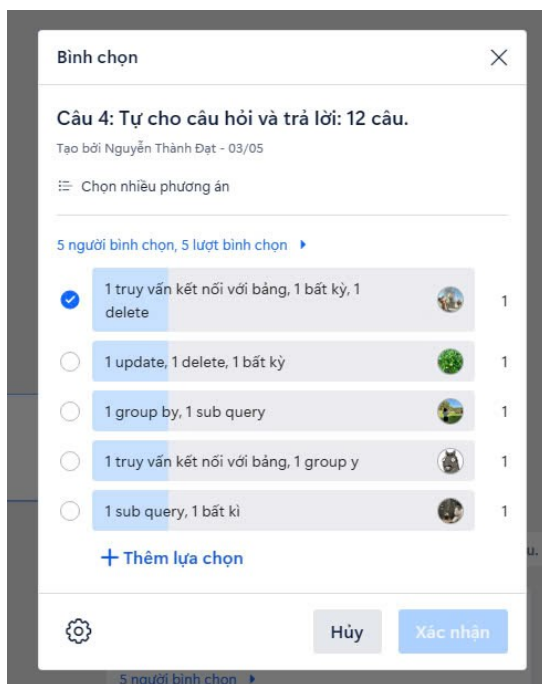 Bình chọn
Câu 4: Tự cho câu hỏi và trả lời: 12 câu.
Tạo bởi Nguyễn Thành Đạt - 03/05
Chọn nhiều phương án
5 người bình chọn, 5 lượt bình chọn
1 truy vấn kết nối với bảng, 1 bất kỳ, 1
delete
1
1 update, 1 delete, 1 bất kỳ
1
1 group by, 1 sub query
1
1 truy vấn kết nối với bảng, 1 group y
1
1 sub query, 1 bất kì
1
+ Thêm lựa chọn
u.
Hủy
Xác nhận
5 người bình chọn